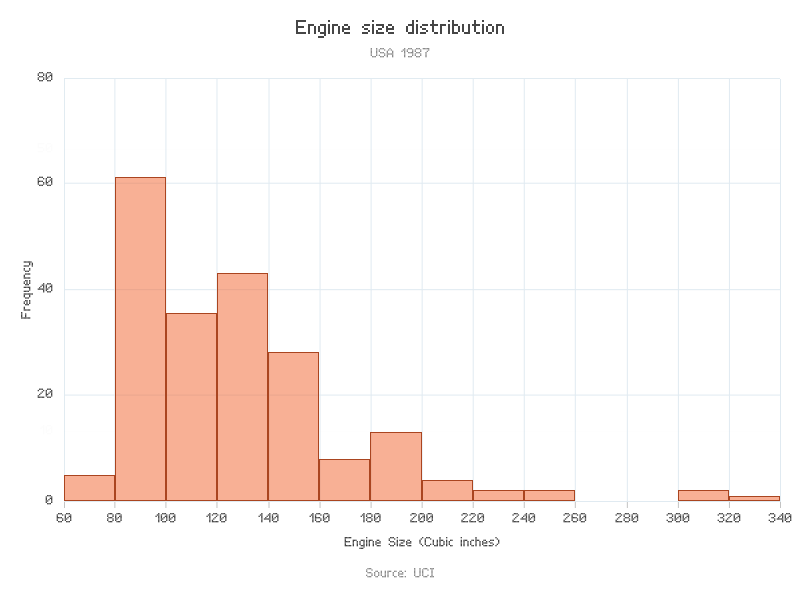 Engine size distribution
USA 1987
80
60
40
20
0
Frequency
60 80 100 120 140 160 180 200 220 240 260 280 300 320 340
Engine Size (Cubic inches)
Source: UCI